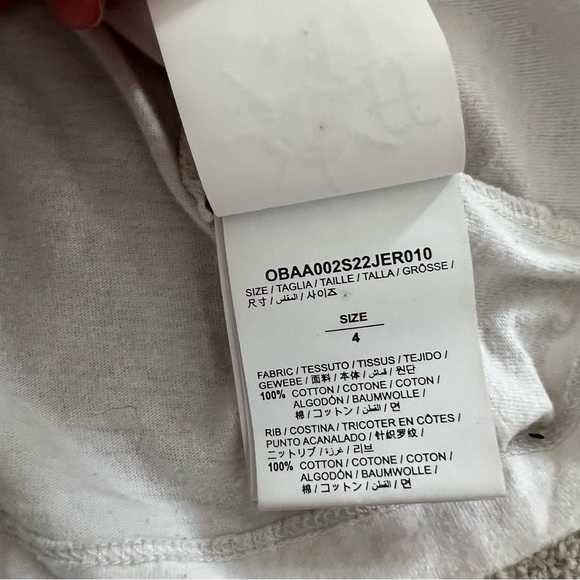 OBAA002S22JER010
SIZE / TAGLIA / TAILLE / TALLA / GRÖSSE /
尺寸 / المقاس / 사이즈
SIZE
4
FABRIC / TESSUTO / TISSUS / TEJIDO /
GEWEBE / 面料 / 本体 / قماش / 원단
100% COTTON / COTONE / COTON /
ALGODÓN / BAUMWOLLE /
棉 / コットン / القطن / 면
RIB / COSTINA / TRICOTER EN CÔTES /
PUNTO ACANALADO / 针织罗纹 /
ニットリブ / غرزة / 리브
100% COTTON / COTONE / COTON /
ALGODÓN / BAUMWOLLE /
棉 / コットン / القطن / 면